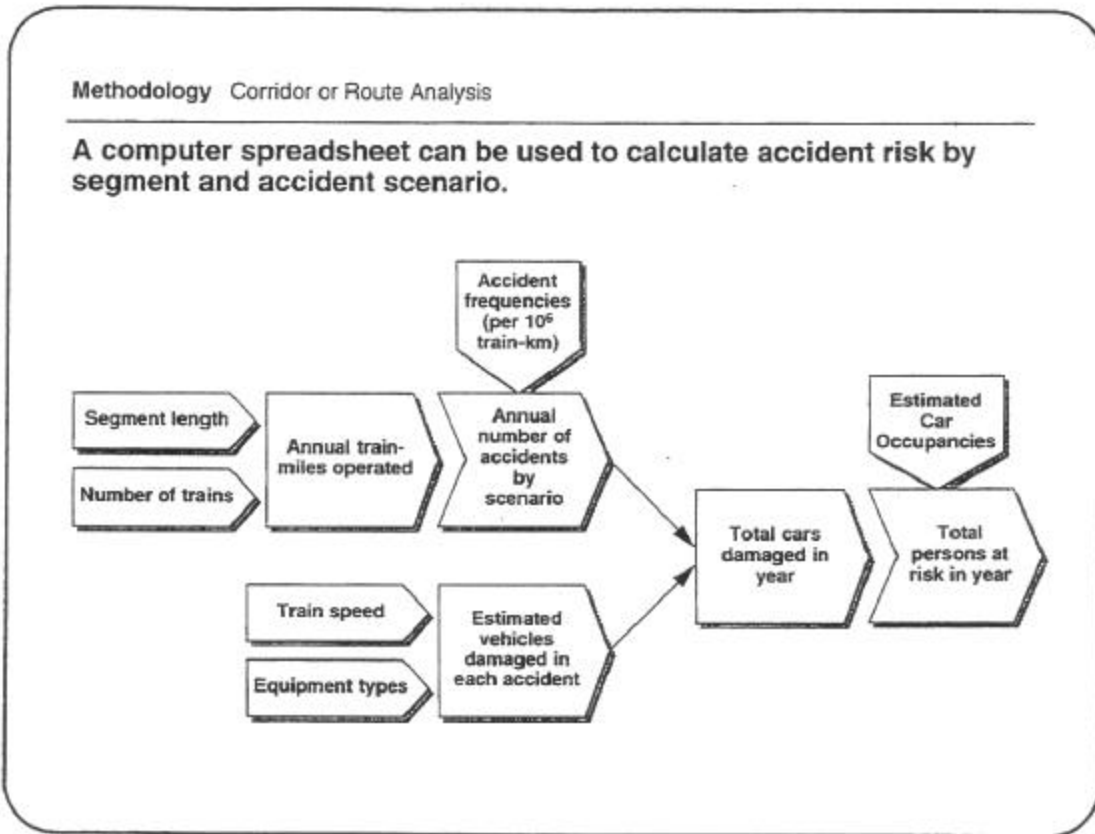 Methodology Corridor or Route Analysis
A computer spreadsheet can be used to calculate accident risk by
segment and accident scenario.
Accident
frequencies
(per 10⁶
train-km)
Segment length
Number of trains
Annual train-
miles operated
Annual
number of
accidents
by
scenario
Estimated
Car
Occupancies
Total cars
damaged in
year
Total
persons at
risk in year
Train speed
Equipment types
Estimated
vehicles
damaged in
each accident